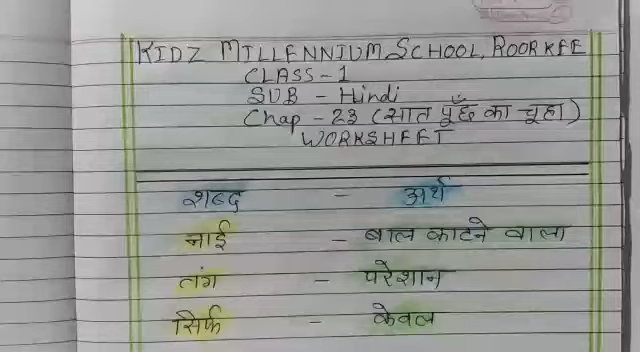 KIDZ MILLENNIUM SCHOOL, ROORKEE
CLASS - 1
SUB - Hindi
Chap - 23 (सात पूँछ का चूहा)
WORKSHEET
शब्द - अर्थ
नाई - बाल काटने वाला
तंग - परेशान
सिर्फ - केवल